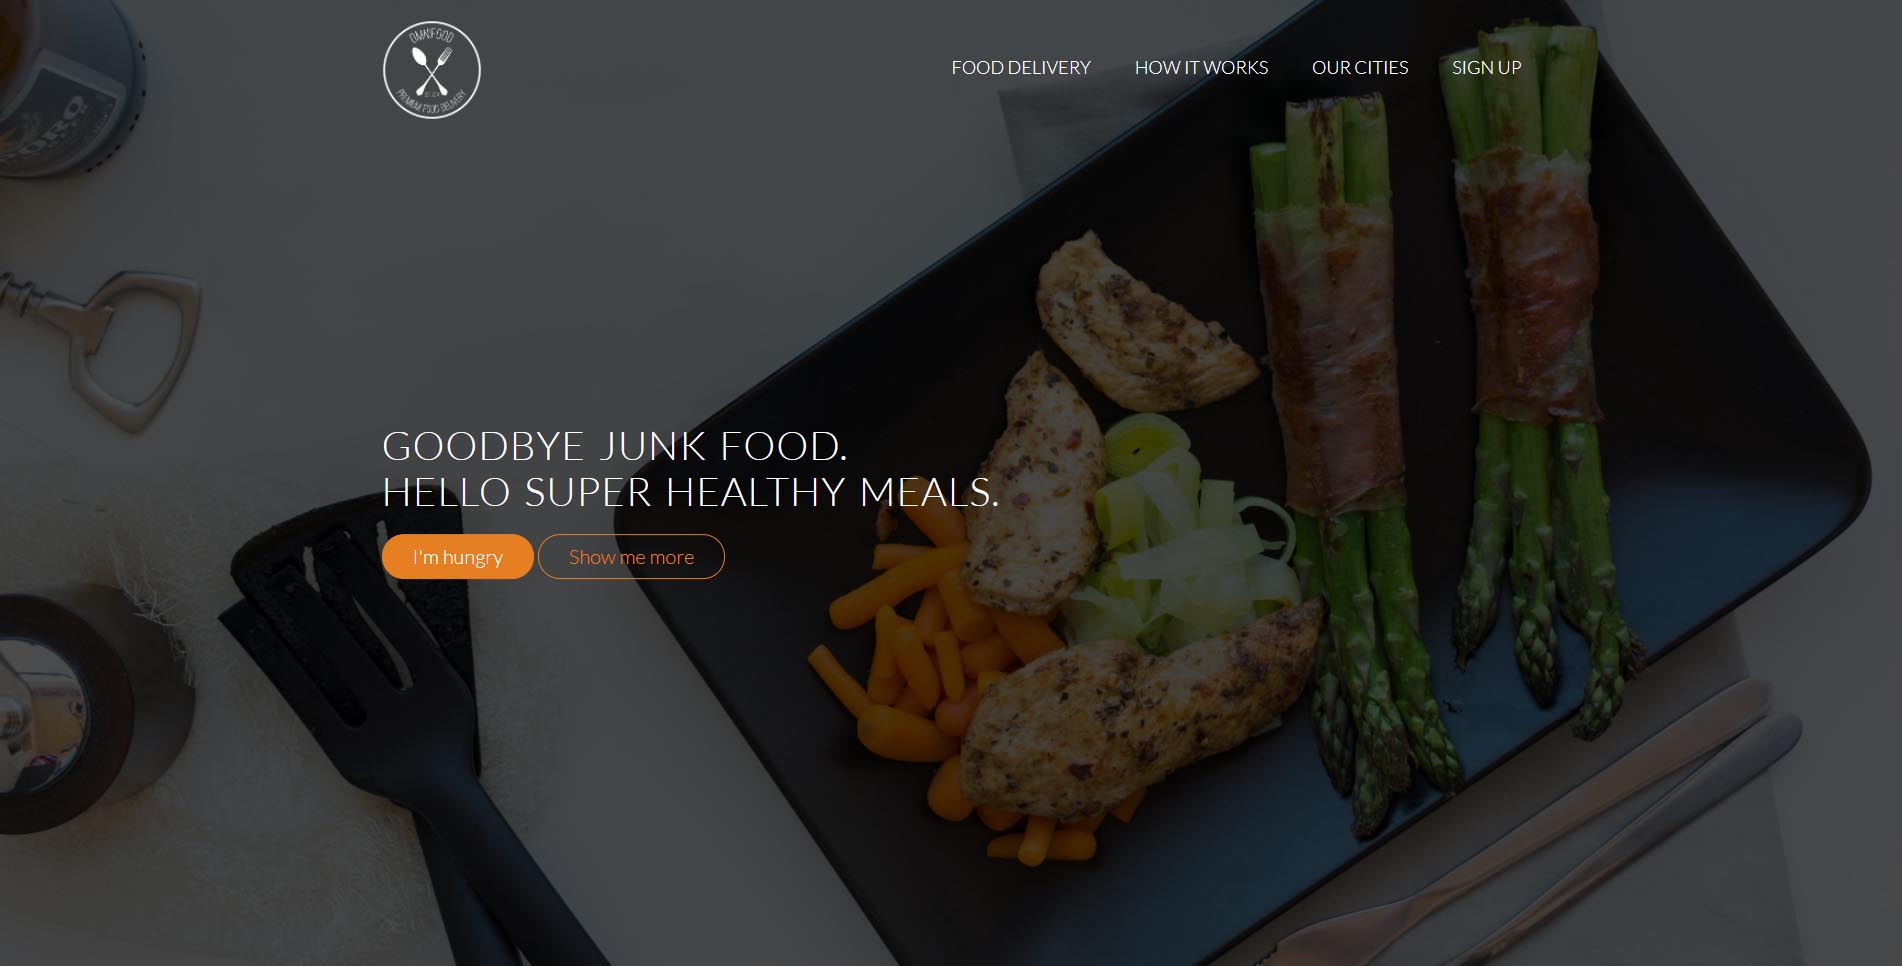 OMNIFOOD
PREMIUM FOOD DELIVERY
FOOD DELIVERY HOW IT WORKS OUR CITIES SIGN UP
GOODBYE JUNK FOOD.
HELLO SUPER HEALTHY MEALS.
I'm hungry Show me more